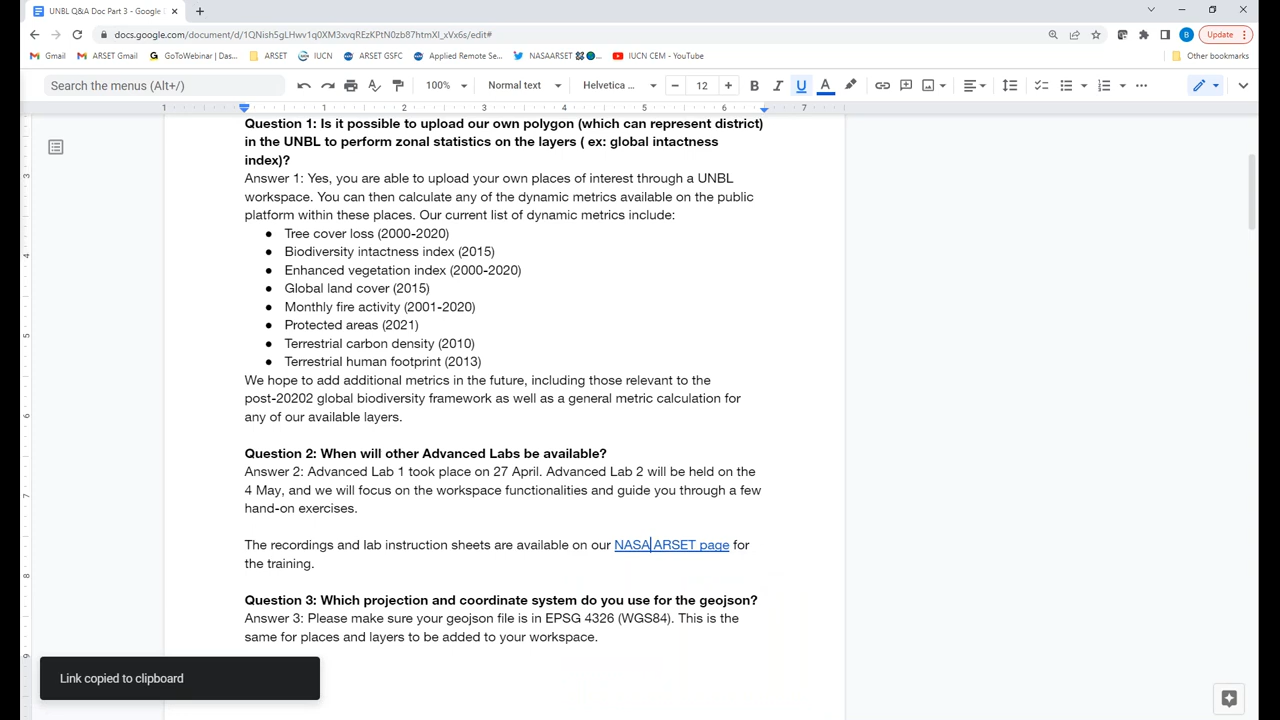 UNBL Q&A Doc Part 3 - Google
docs.google.com/document/d/1QNish5gLHwv1q0XM3xvqREzKPtN0zb87htmXl_xVx6s/edit#
Update
Gmail ARSET Gmail GoToWebinar | Das... ARSET IUCN ARSET GSFC Applied Remote Se... NASAARSET IUCN CEM - YouTube Other bookmarks
Search the menus (Alt+/) 100% Normal text Helvetica ... 12
1 1 2 3 4 5 6 7
Question 1: Is it possible to upload our own polygon (which can represent district)
in the UNBL to perform zonal statistics on the layers ( ex: global intactness
index)?
Answer 1: Yes, you are able to upload your own places of interest through a UNBL
workspace. You can then calculate any of the dynamic metrics available on the public
platform within these places. Our current list of dynamic metrics include:
● Tree cover loss (2000-2020)
● Biodiversity intactness index (2015)
● Enhanced vegetation index (2000-2020)
● Global land cover (2015)
● Monthly fire activity (2001-2020)
● Protected areas (2021)
● Terrestrial carbon density (2010)
● Terrestrial human footprint (2013)
We hope to add additional metrics in the future, including those relevant to the
post-20202 global biodiversity framework as well as a general metric calculation for
any of our available layers.
Question 2: When will other Advanced Labs be available?
Answer 2: Advanced Lab 1 took place on 27 April. Advanced Lab 2 will be held on the
4 May, and we will focus on the workspace functionalities and guide you through a few
hand-on exercises.
The recordings and lab instruction sheets are available on our NASA ARSET page for
the training.
Question 3: Which projection and coordinate system do you use for the geojson?
Answer 3: Please make sure your geojson file is in EPSG 4326 (WGS84). This is the
same for places and layers to be added to your workspace.
Link copied to clipboard